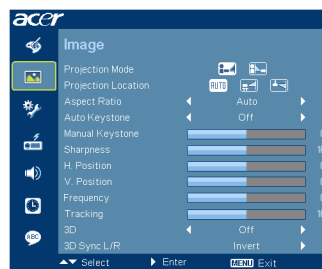 acer
Image
Projection Mode
Projection Location AUTO
Aspect Ratio Auto
Auto Keystone Off
Manual Keystone
Sharpness
H. Position
V. Position
Frequency
Tracking
3D Off
3D Sync L/R Invert
ABC
Select Enter MENU Exit